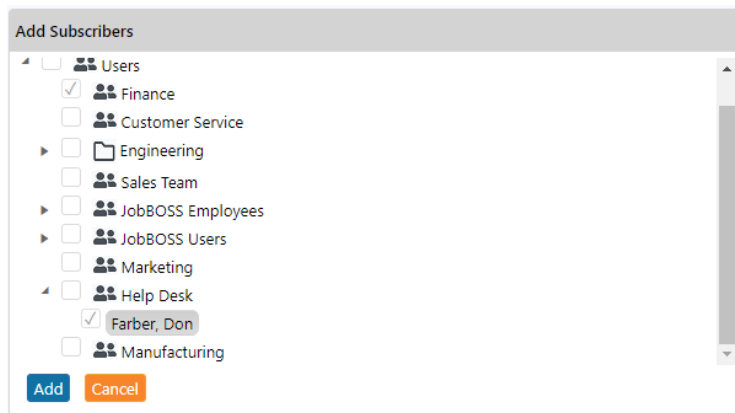 Add Subscribers
Users
Finance
Customer Service
Engineering
Sales Team
JobBOSS Employees
JobBOSS Users
Marketing
Help Desk
Farber, Don
Manufacturing
Add Cancel